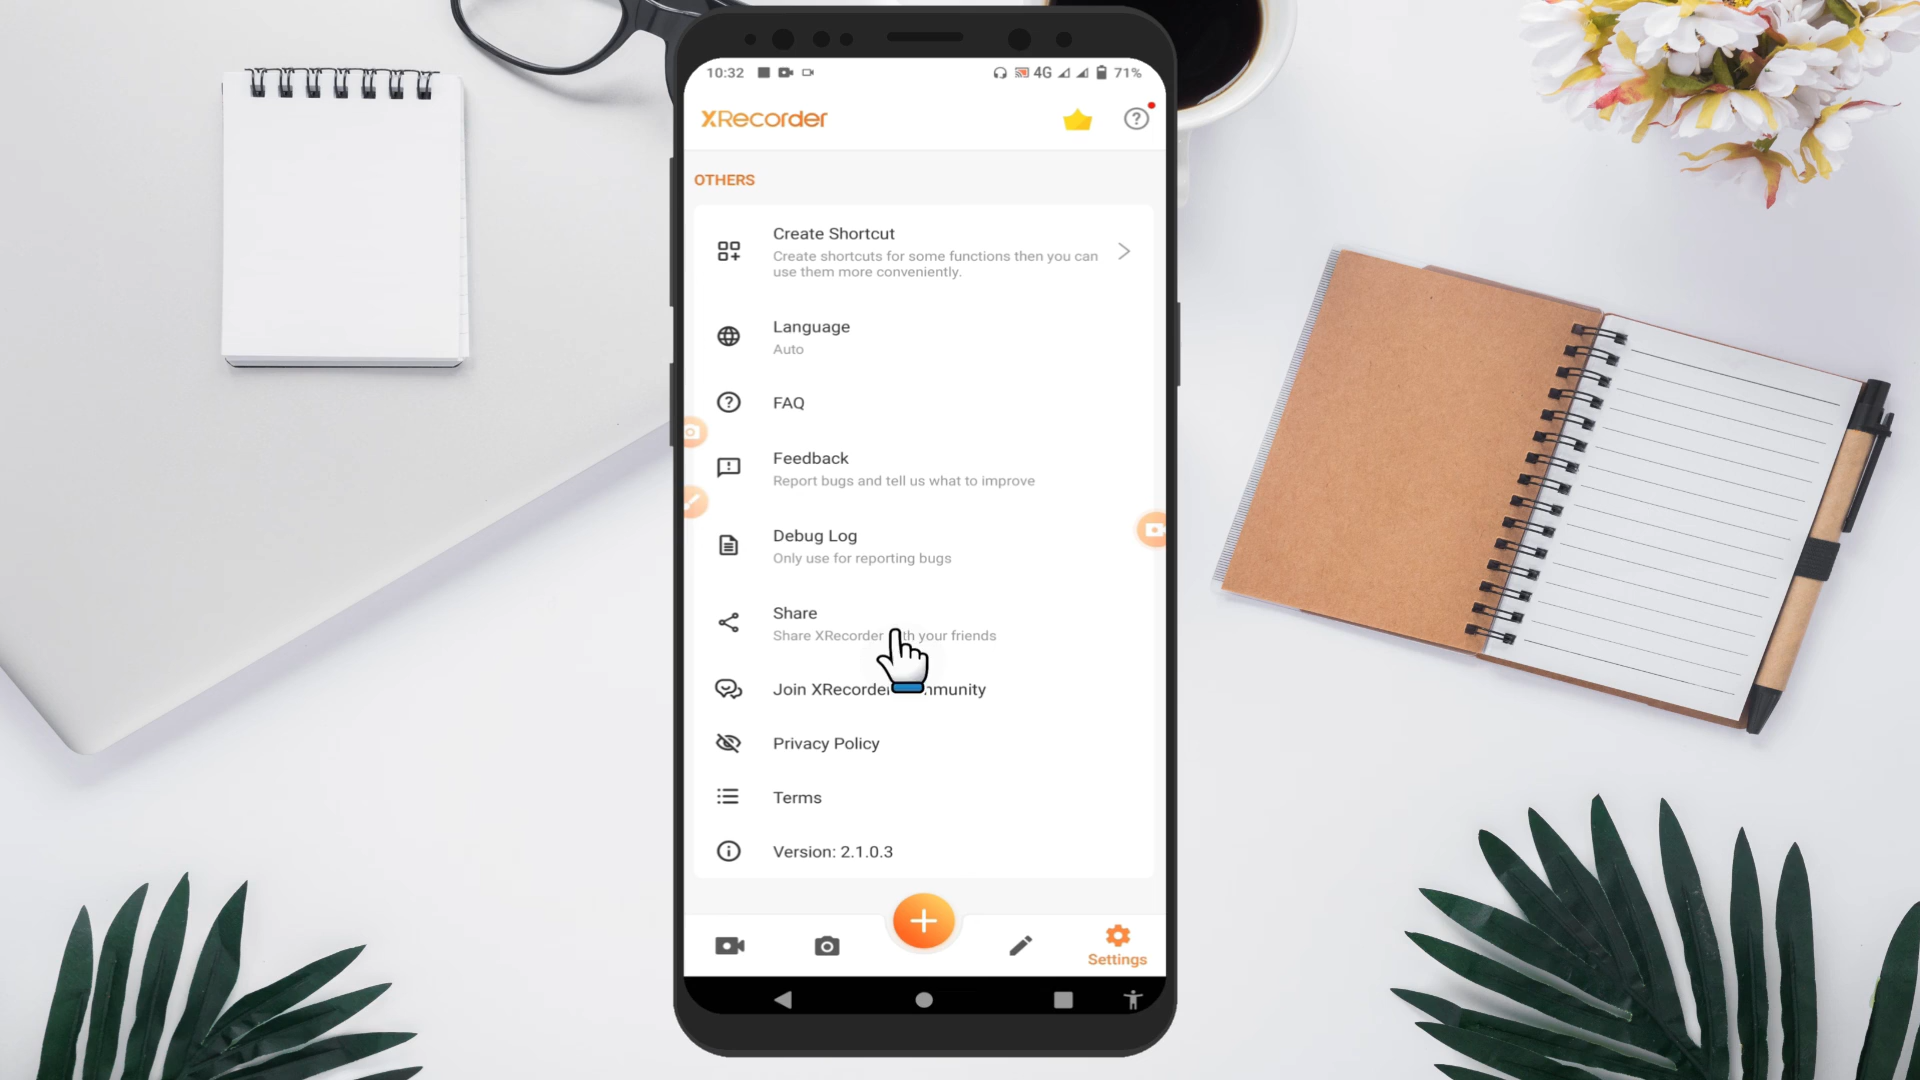 10:32 4G 71%
XRecorder
OTHERS
Create Shortcut
Create shortcuts for some functions then you can
use them more conveniently.
Language
Auto
FAQ
Feedback
Report bugs and tell us what to improve
Debug Log
Only use for reporting bugs
Share
Share XRecorder your friends
Join
Privacy Policy
Terms
Version: 2.1.0.3
Settings